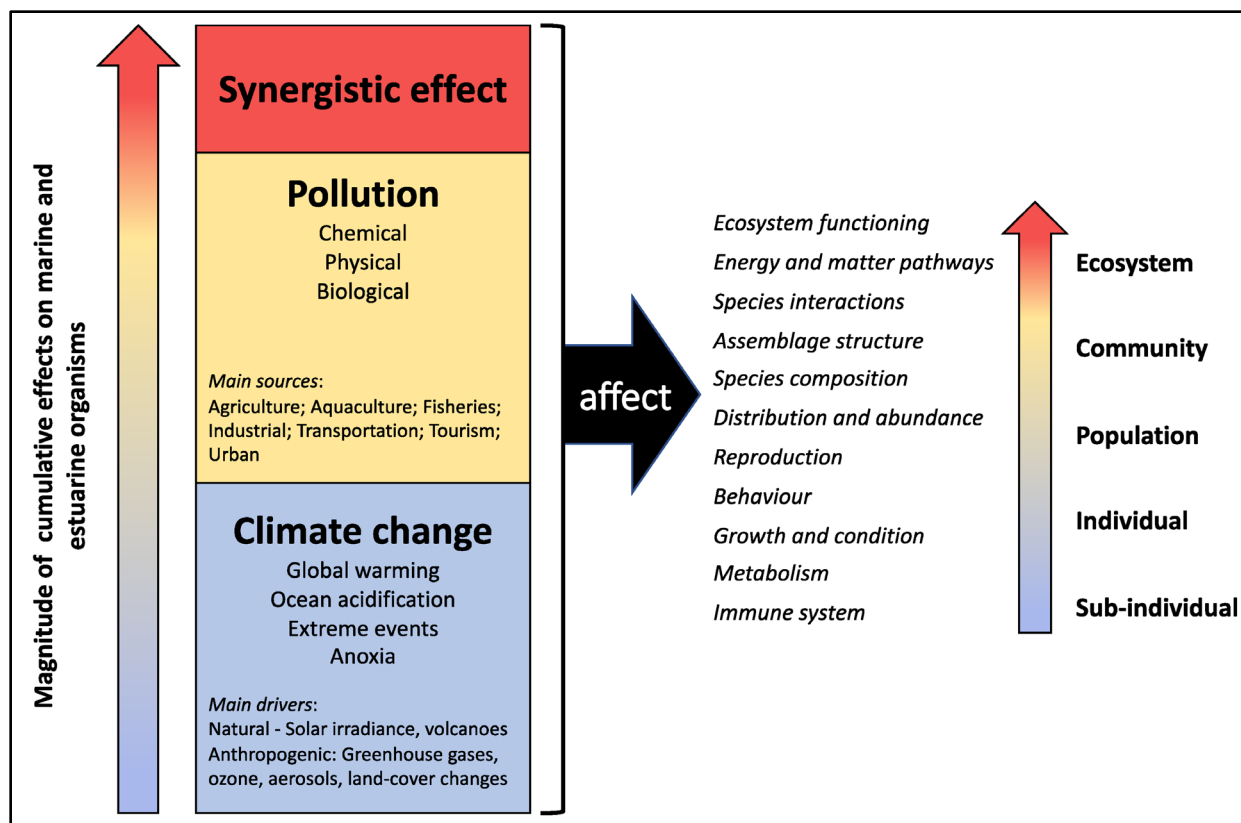 Magnitude of cumulative effects on marine and
estuarine organisms
Synergistic effect
Pollution
Chemical
Physical
Biological
Main sources:
Agriculture; Aquaculture; Fisheries;
Industrial; Transportation; Tourism;
Urban
Climate change
Global warming
Ocean acidification
Extreme events
Anoxia
Main drivers:
Natural - Solar irradiance, volcanoes
Anthropogenic: Greenhouse gases,
ozone, aerosols, land-cover changes
affect
Ecosystem functioning
Energy and matter pathways
Species interactions
Assemblage structure
Species composition
Distribution and abundance
Reproduction
Behaviour
Growth and condition
Metabolism
Immune system
Ecosystem
Community
Population
Individual
Sub-individual